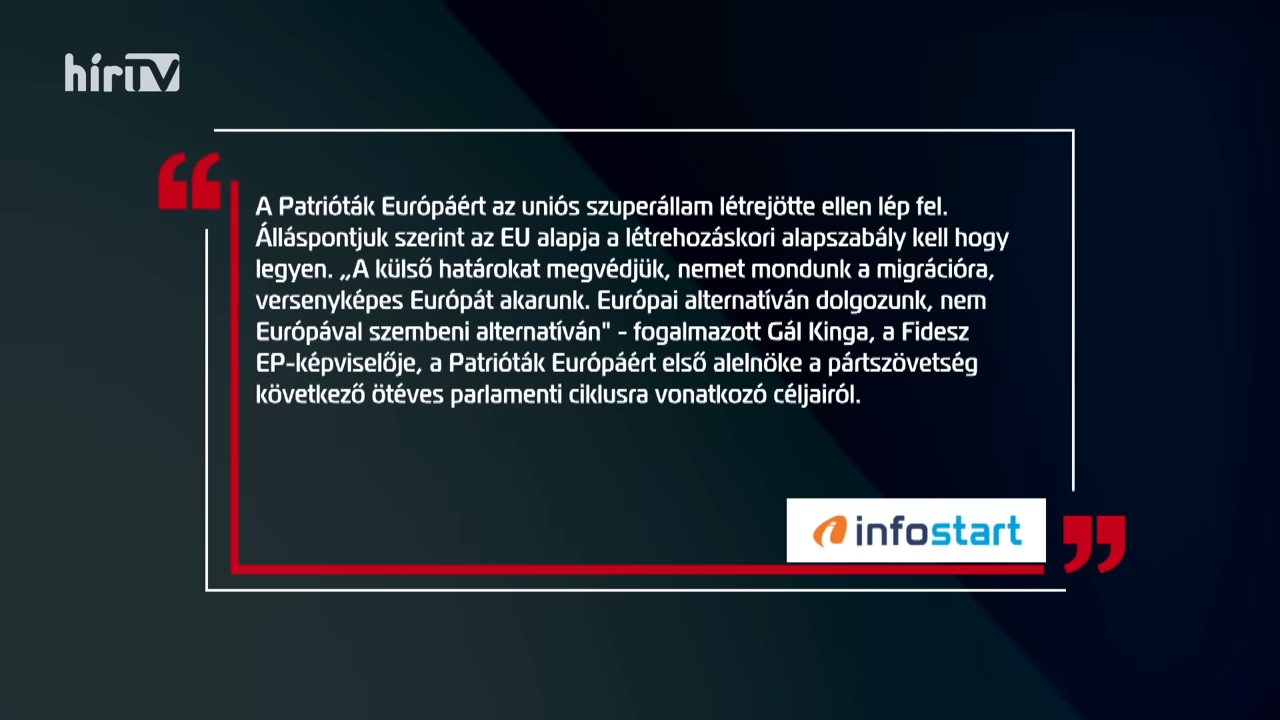 hírTV
A Patrióták Európáért az uniós szuperállam létrejötte ellen lép fel.
Álláspontjuk szerint az EU alapja a létrehozáskori alapszabály kell hogy
legyen. „A külső határokat megvédjük, nemet mondunk a migrációra,
versenyképes Európát akarunk. Európai alternatíván dolgozunk, nem
Európával szembeni alternatíván" - fogalmazott Gál Kinga, a Fidesz
EP-képviselője, a Patrióták Európáért első alelnöke a pártszövetség
következő ötéves parlamenti ciklusra vonatkozó céljairól.
infostart